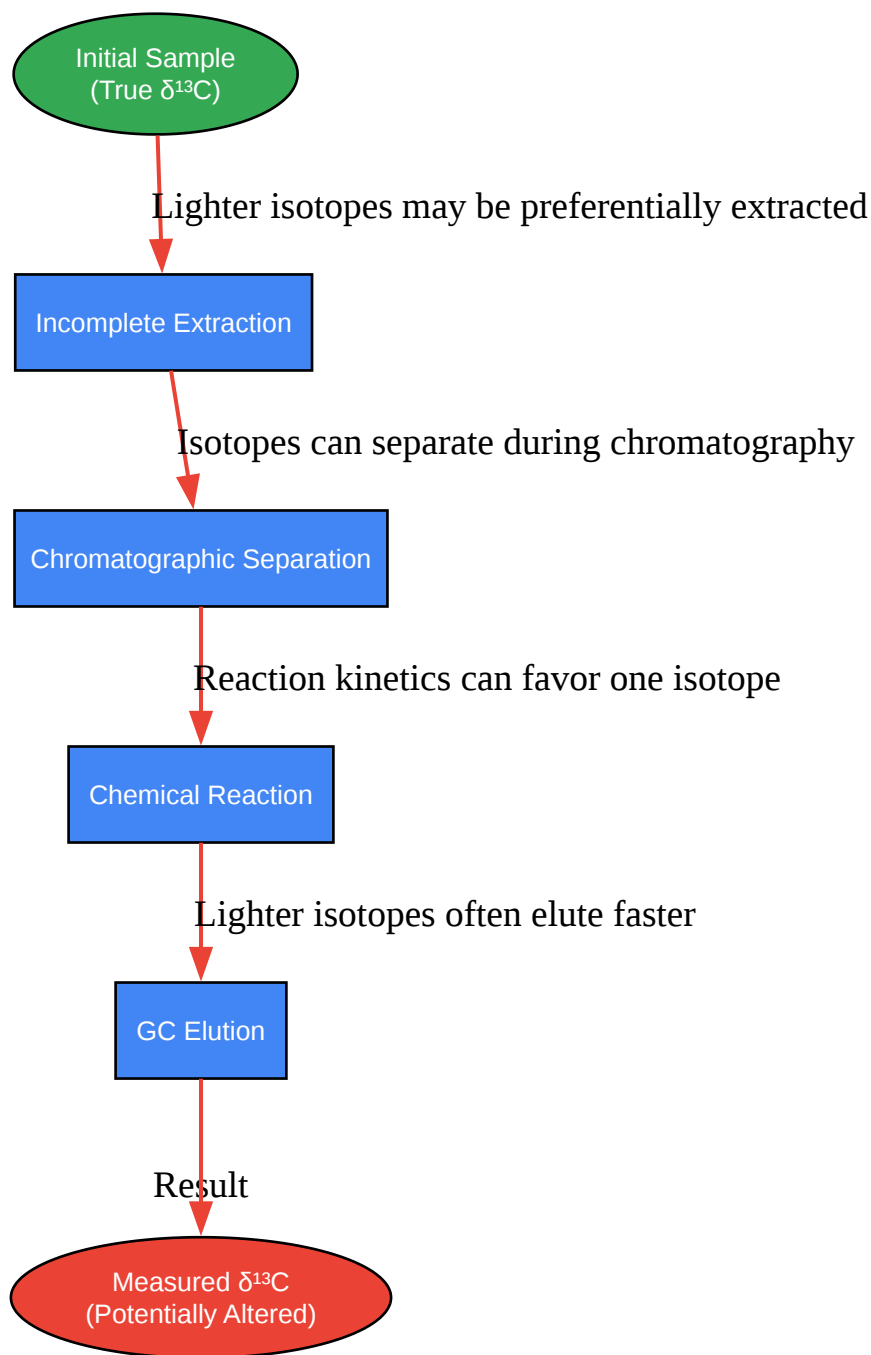 Initial Sample
(True δ¹³C)
Lighter isotopes may be preferentially extracted
Incomplete Extraction
Isotopes can separate during chromatography
Chromatographic Separation
Reaction kinetics can favor one isotope
Chemical Reaction
Lighter isotopes often elute faster
GC Elution
Result
Measured δ¹³C
(Potentially Altered)